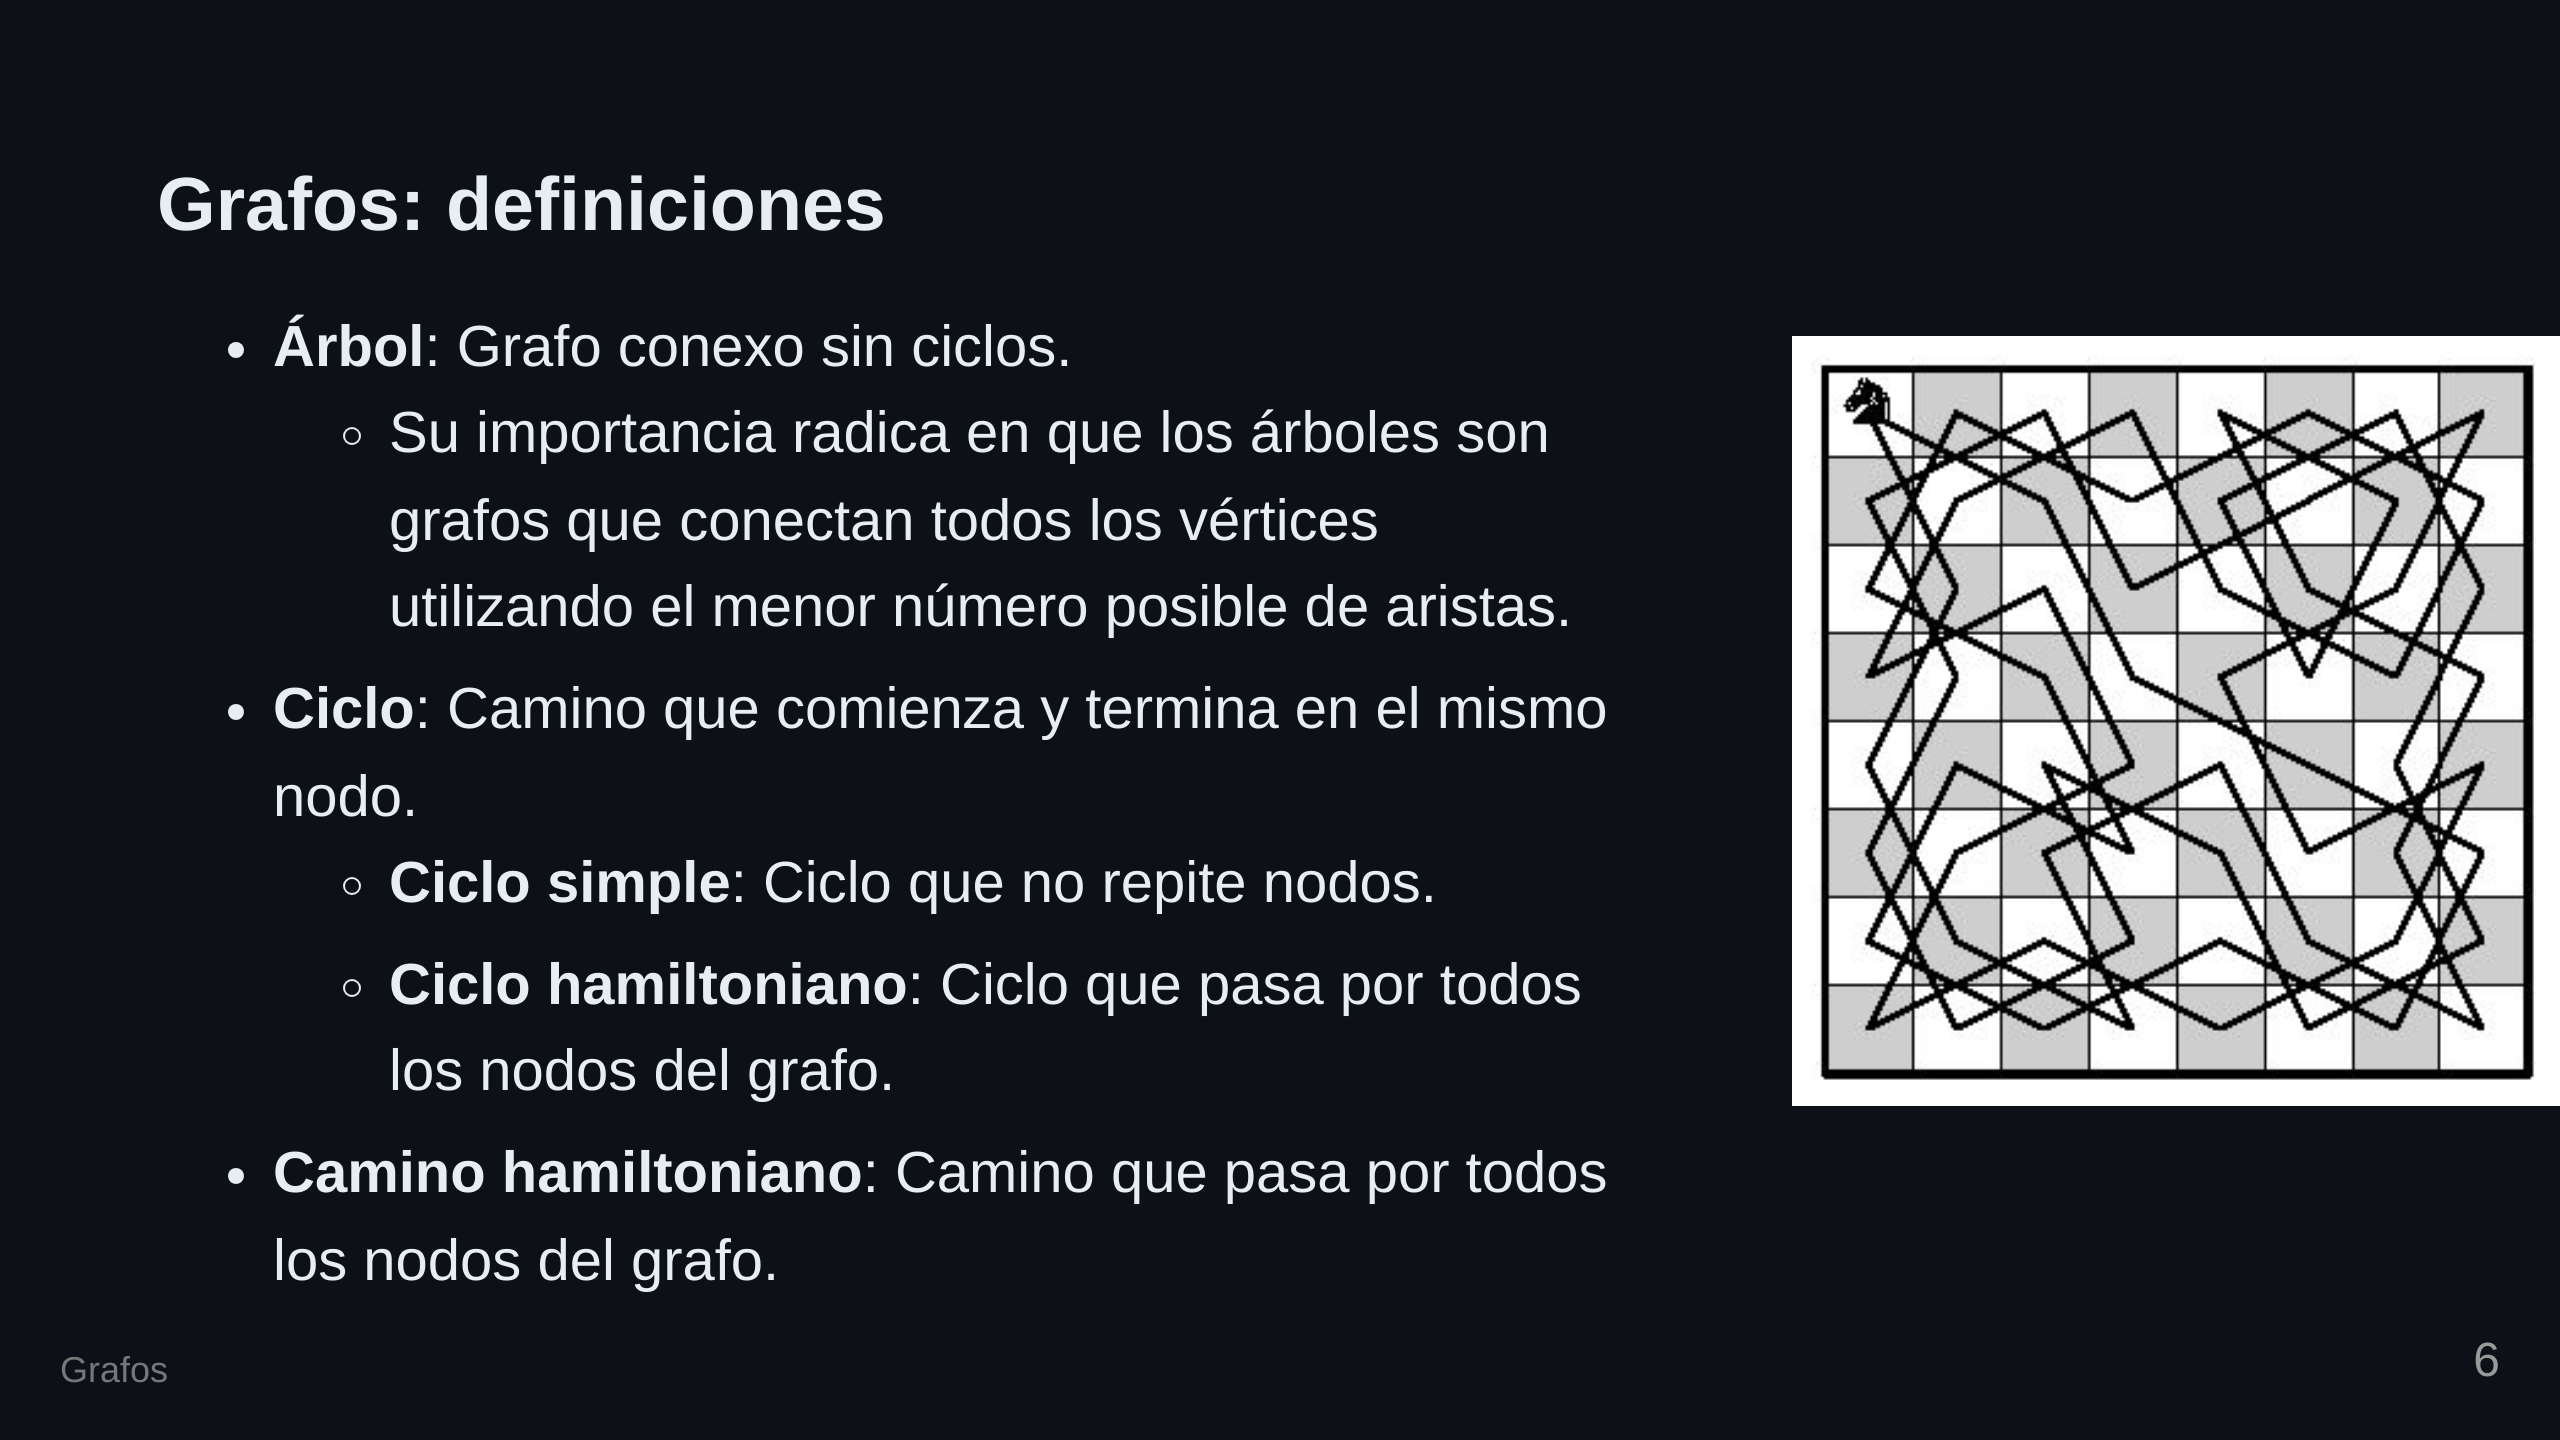 Grafos: definiciones
• Árbol: Grafo conexo sin ciclos.
◦ Su importancia radica en que los árboles son
grafos que conectan todos los vértices
utilizando el menor número posible de aristas.
• Ciclo: Camino que comienza y termina en el mismo
nodo.
◦ Ciclo simple: Ciclo que no repite nodos.
◦ Ciclo hamiltoniano: Ciclo que pasa por todos
los nodos del grafo.
• Camino hamiltoniano: Camino que pasa por todos
los nodos del grafo.
Grafos
6